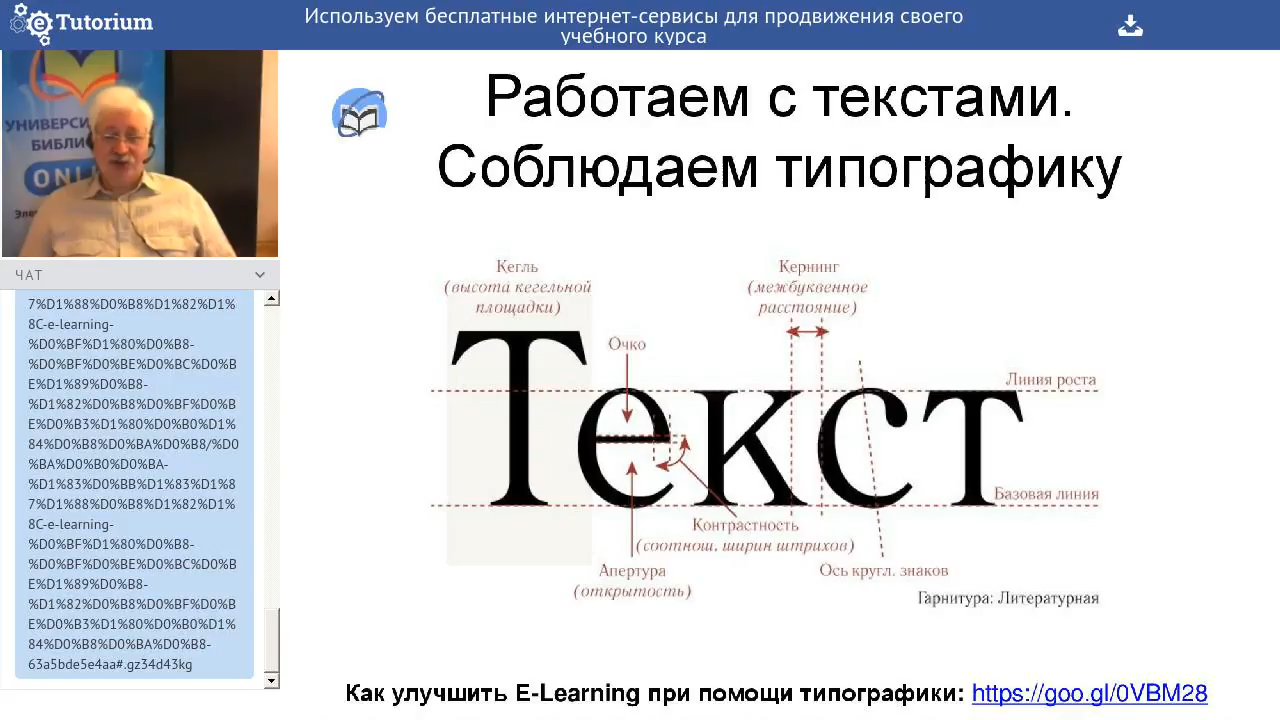 eTutorium
Используем бесплатные интернет-сервисы для продвижения своего
учебного курса
УНИВЕРСИ
БИБЛИ
ONL
Эле
ЧАТ
7%D1%88%D0%B8%D1%82%D1%
8C-e-learning-
%D0%BF%D1%80%D0%B8-
%D0%BF%D0%BE%D0%BC%D0%B
E%D1%89%D0%B8-
%D1%82%D0%B8%D0%BF%D0%B
E%D0%B3%D1%80%D0%B0%D1%
84%D0%B8%D0%BA%D0%B8/%D0
%BA%D0%B0%D0%BA-
%D1%83%D0%BB%D1%83%D1%8
7%D1%88%D0%B8%D1%82%D1%
8C-e-learning-
%D0%BF%D1%80%D0%B8-
%D0%BF%D0%BE%D0%BC%D0%B
E%D1%89%D0%B8-
%D1%82%D0%B8%D0%BF%D0%B
E%D0%B3%D1%80%D0%B0%D1%
84%D0%B8%D0%BA%D0%B8-
63a5bde5e4aa#.gz34d43kg
Работаем с текстами.
Соблюдаем типографику
Кегль
(высота кегельной
площадки)
Кернинг
(межбуквенное
расстояние)
Очко
Линия роста
Текст
Базовая линия
Контрастность
(соотнош. ширин штрихов)
Апертура
(открытость)
Ось кругл. знаков
Гарнитура: Литературная
Как улучшить E-Learning при помощи типографики: https://goo.gl/0VBM28